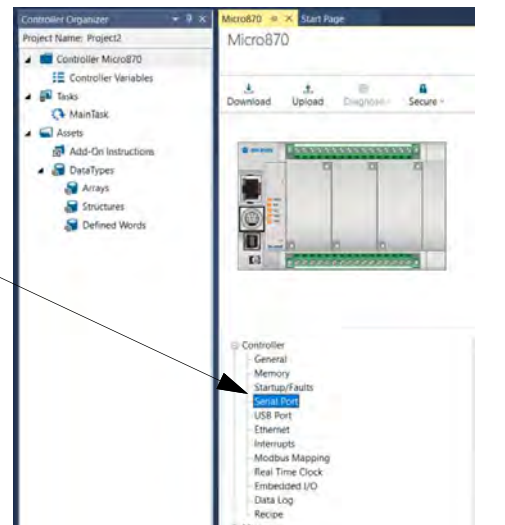 Controller Organizer
Project Name: Project2
Controller Micro870
Controller Variables
Tasks
MainTask
Assets
Add-On Instructions
DataTypes
Arrays
Structures
Defined Words
Micro870 Start Page
Micro870
Download Upload Diagnose Secure
Controller
General
Memory
Startup/Faults
Serial Port
USB Port
Ethernet
Interrupts
Modbus Mapping
Real Time Clock
Embedded I/O
Data Log
Recipe